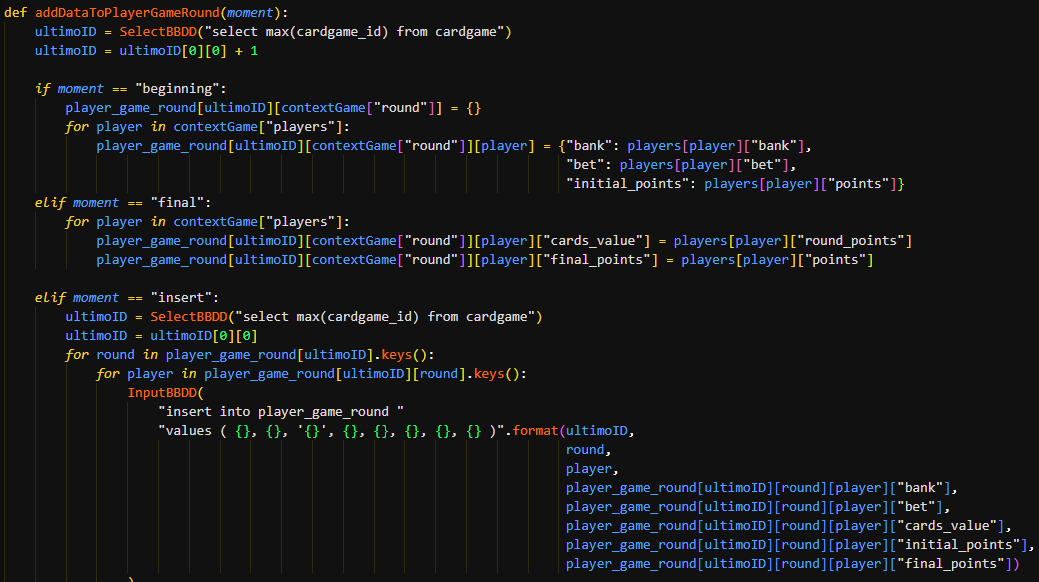 def addDataToPlayerGameRound(moment):
    ultimoID = SelectBBDD("select max(cardgame_id) from cardgame")
    ultimoID = ultimoID[0][0] + 1

    if moment == "beginning":
        player_game_round[ultimoID][contextGame["round"]] = {}
        for player in contextGame["players"]:
            player_game_round[ultimoID][contextGame["round"]][player] = {"bank": players[player]["bank"],
                                                                         "bet": players[player]["bet"],
                                                                         "initial_points": players[player]["points"]}
    elif moment == "final":
        for player in contextGame["players"]:
            player_game_round[ultimoID][contextGame["round"]][player]["cards_value"] = players[player]["round_points"]
            player_game_round[ultimoID][contextGame["round"]][player]["final_points"] = players[player]["points"]

    elif moment == "insert":
        ultimoID = SelectBBDD("select max(cardgame_id) from cardgame")
        ultimoID = ultimoID[0][0]
        for round in player_game_round[ultimoID].keys():
            for player in player_game_round[ultimoID][round].keys():
                InputBBDD(
                    "insert into player_game_round "
                    "values ( {}, {}, '{}', {}, {}, {}, {}, {} )".format(ultimoID,
                                                                         round,
                                                                         player,
                                                                         player_game_round[ultimoID][round][player]["bank"],
                                                                         player_game_round[ultimoID][round][player]["bet"],
                                                                         player_game_round[ultimoID][round][player]["cards_value"],
                                                                         player_game_round[ultimoID][round][player]["initial_points"],
                                                                         player_game_round[ultimoID][round][player]["final_points"])
                )